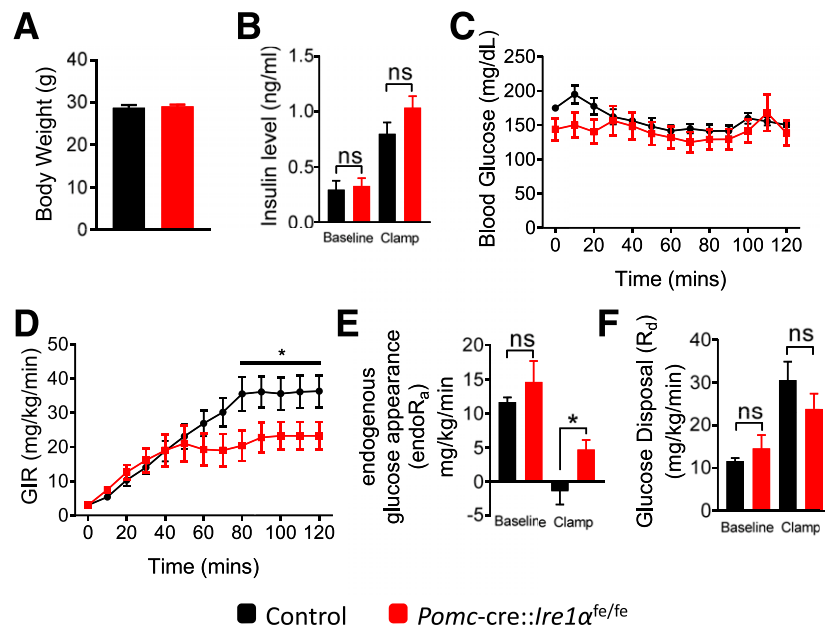 A
Body Weight (g)
40
30
20
10
0
B
Insulin level (ng/ml)
1.5
1.0
0.5
0.0
ns
ns
Baseline
Clamp
C
Blood Glucose (mg/dL)
250
200
150
100
50
0
0 20 40 60 80 100 120
Time (mins)
D
GIR (mg/kg/min)
50
40
30
20
10
0
*
0 20 40 60 80 100 120
Time (mins)
E
endogenous
glucose appearance
(endoRa)
mg/kg/min
20
15
10
5
0
-5
ns
*
Baseline
Clamp
F
Glucose Disposal (Rd)
(mg/kg/min)
40
30
20
10
0
ns
ns
Baseline
Clamp
Control
Pomc-cre::Ire1α^fe/fe